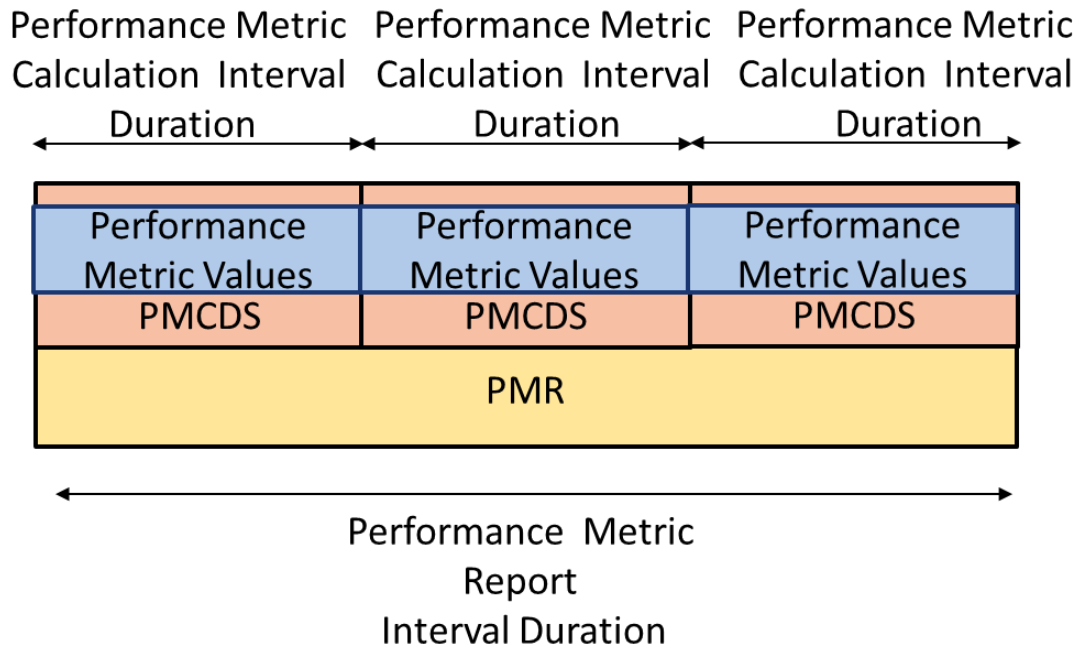 Performance Metric Performance Metric Performance Metric
Calculation Interval Calculation Interval Calculation Interval
Duration Duration Duration
Performance Performance Performance
Metric Values Metric Values Metric Values
PMCDS PMCDS PMCDS
PMR
Performance Metric
Report
Interval Duration